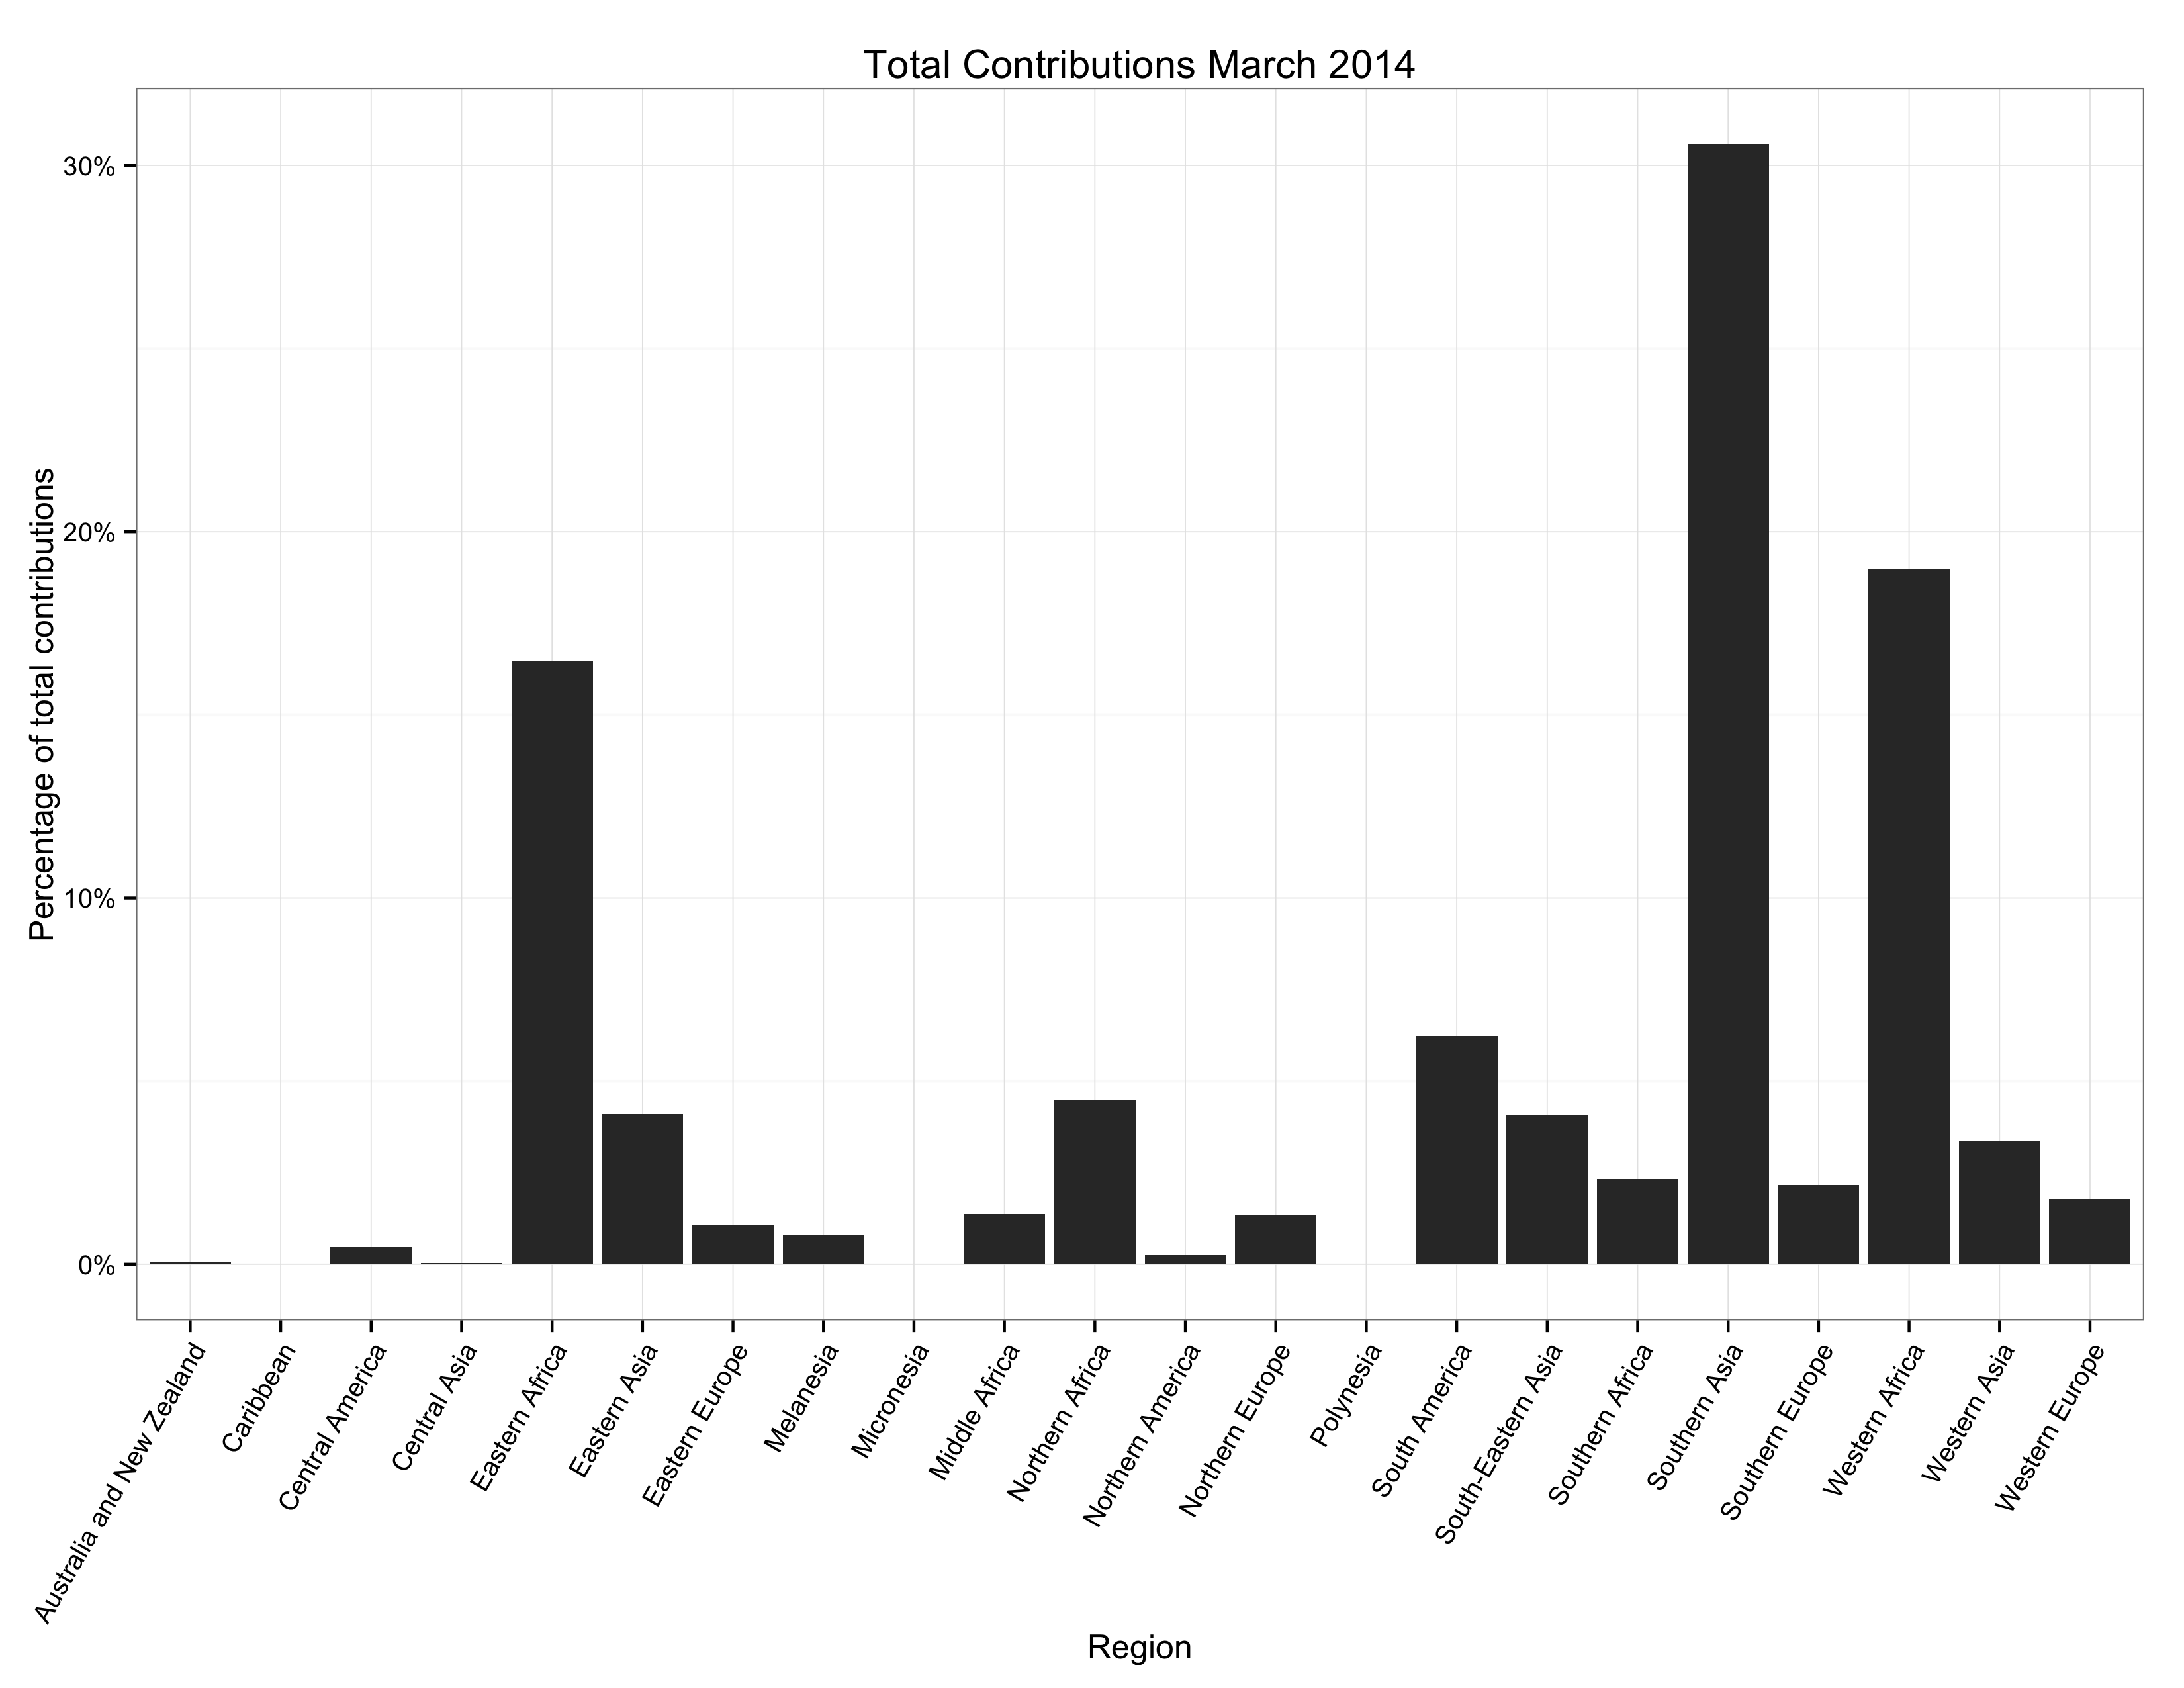 Total Contributions March 2014
Percentage of total contributions
30%
20%
10%
0%
Australia and New Zealand
Caribbean
Central America
Central Asia
Eastern Africa
Eastern Asia
Eastern Europe
Melanesia
Micronesia
Middle Africa
Northern Africa
Northern America
Northern Europe
Polynesia
South America
South-Eastern Asia
Southern Africa
Southern Asia
Southern Europe
Western Africa
Western Asia
Western Europe
Region